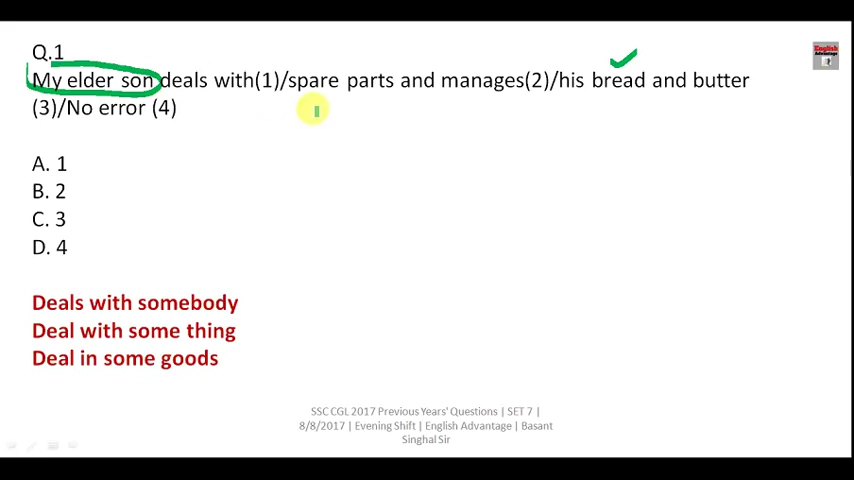 Q.1
My elder son deals with(1)/spare parts and manages(2)/his bread and butter
(3)/No error (4)
A. 1
B. 2
C. 3
D. 4
Deals with somebody
Deal with some thing
Deal in some goods
SSC CGL 2017 Previous Years' Questions | SET 7 |
8/8/2017 | Evening Shift | English Advantage | Basant
Singhal Sir
English
Advantage